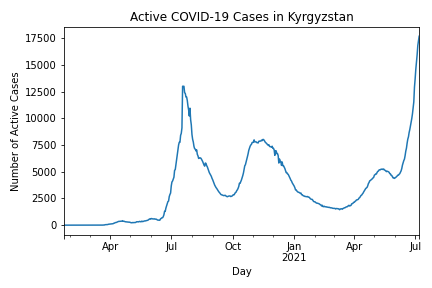 Active COVID-19 Cases in Kyrgyzstan
Number of Active Cases
17500
15000
12500
10000
7500
5000
2500
0
Apr
Jul
Oct
Jan
2021
Apr
Jul
Day